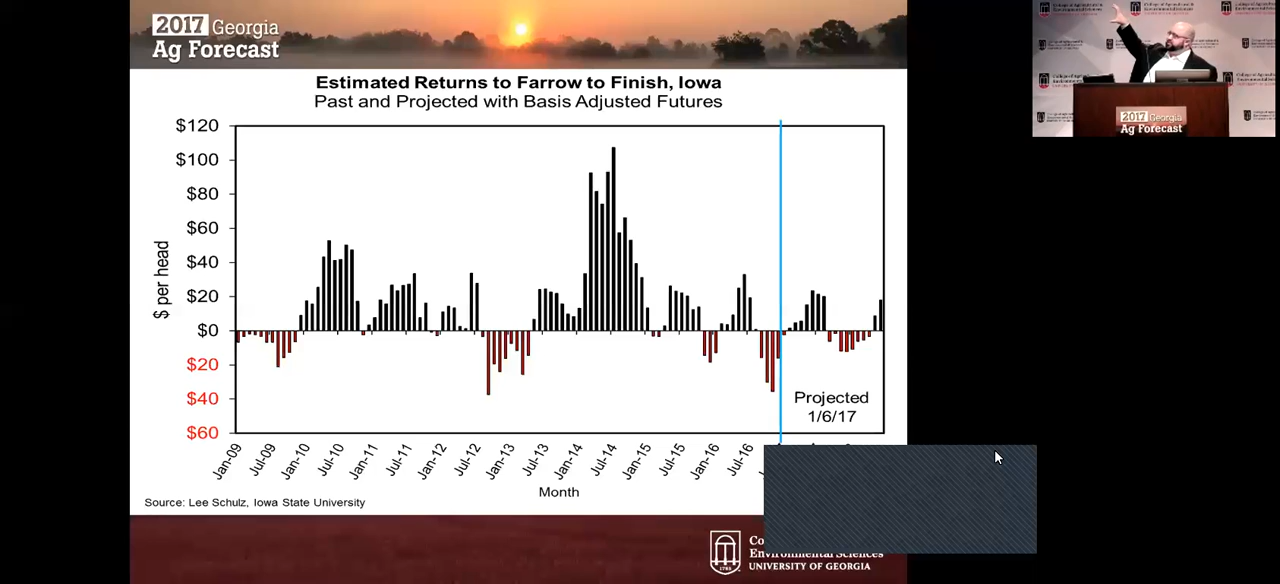 2017 Georgia
Ag Forecast
Estimated Returns to Farrow to Finish, Iowa
Past and Projected with Basis Adjusted Futures
$ per head
$120
$100
$80
$60
$40
$20
$0
$20
$40
$60
Projected
1/6/17
Jan-09
Jul-09
Jan-10
Jul-10
Jan-11
Jul-11
Jan-12
Jul-12
Jan-13
Jul-13
Jan-14
Jul-14
Jan-15
Jul-15
Jan-16
Jul-16
Month
Source: Lee Schulz, Iowa State University
1785
Environmental Sciences
UNIVERSITY OF GEORGIA
2017 Georgia
Ag Forecast